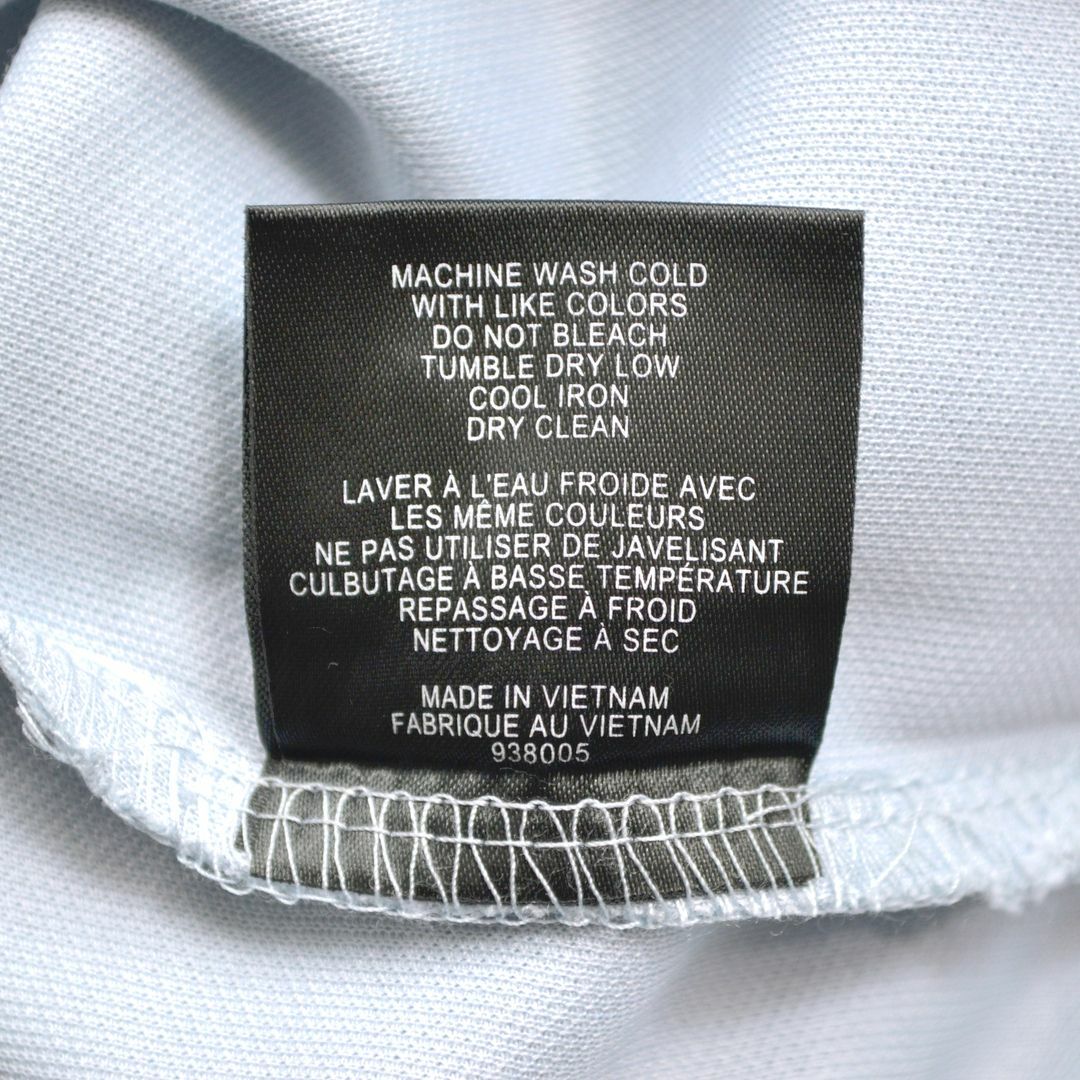 MACHINE WASH COLD
WITH LIKE COLORS
DO NOT BLEACH
TUMBLE DRY LOW
COOL IRON
DRY CLEAN
LAVER À L'EAU FROIDE AVEC
LES MÊME COULEURS
NE PAS UTILISER DE JAVELISANT
CULBUTAGE À BASSE TEMPÉRATURE
REPASSAGE À FROID
NETTOYAGE À SEC
MADE IN VIETNAM
FABRIQUE AU VIETNAM
938005